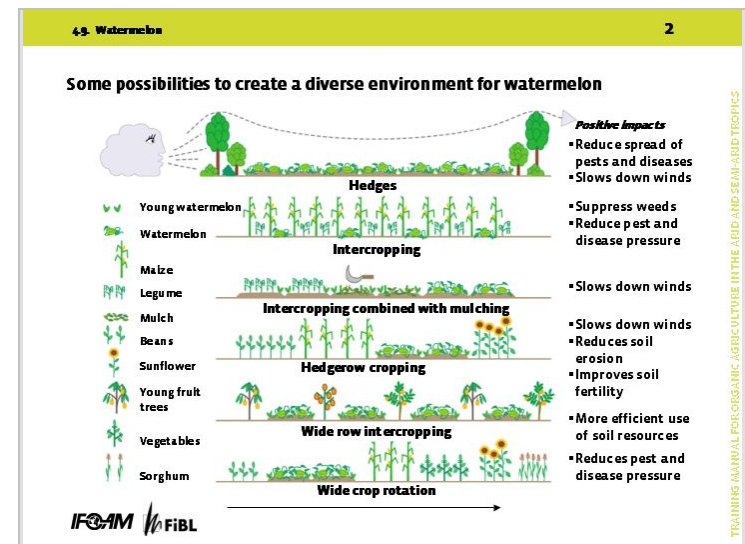 4.9. Watermelon
2
Some possibilities to create a diverse environment for watermelon
Positive impacts
▪Reduce spread of
pests and diseases
▪Slows down winds
Hedges
Young watermelon
Watermelon
Maize
Legume
Mulch
Beans
Sunflower
Young fruit
trees
Vegetables
Sorghum
▪Suppress weeds
▪Reduce pest and
disease pressure
Intercropping
▪Slows down winds
Intercropping combined with mulching
▪Slows down winds
▪Reduces soil
erosion
▪Improves soil
fertility
Hedgerow cropping
▪More efficient use
of soil resources
Wide row intercropping
▪Reduces pest and
disease pressure
Wide crop rotation
IFOAM FiBL
TRAINING MANUAL FOR ORGANIC AGRICULTURE IN THE ARID AND SEMI-ARID TROPICS